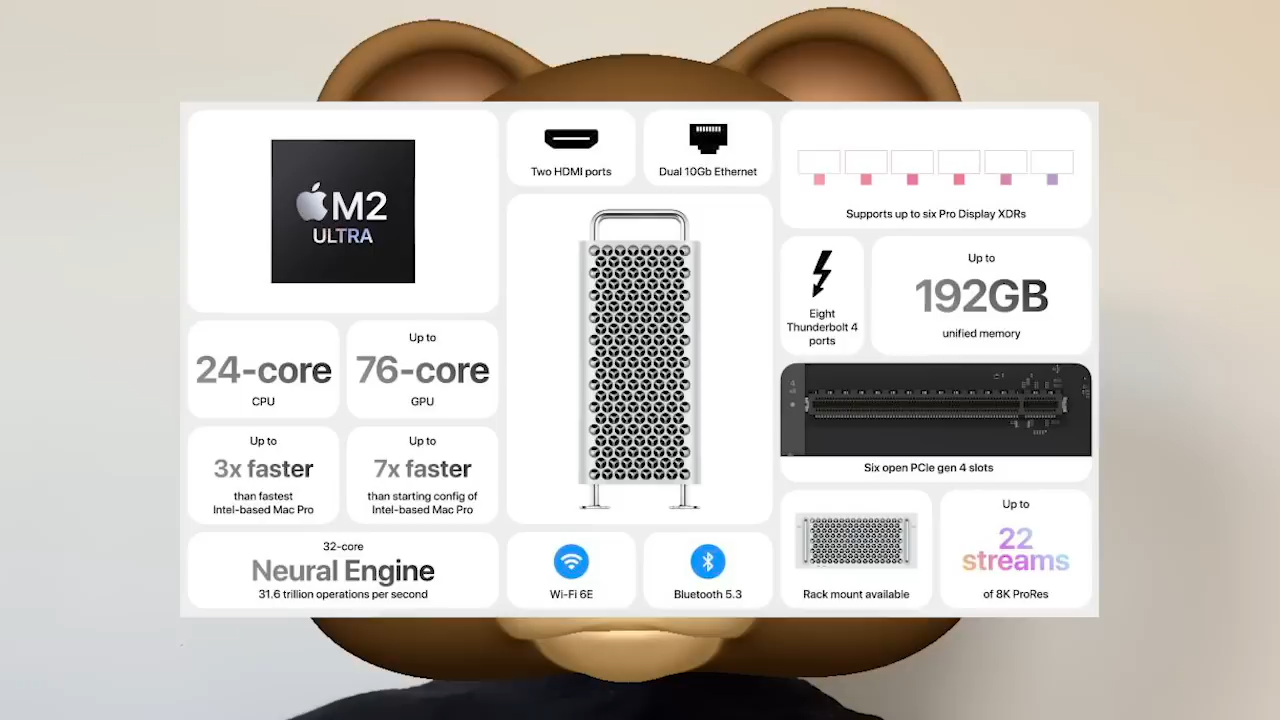 M2
ULTRA
24-core
CPU
Up to
76-core
GPU
Up to
3x faster
than fastest
Intel-based Mac Pro
Up to
7x faster
than starting config of
Intel-based Mac Pro
32-core
Neural Engine
31.6 trillion operations per second
Two HDMI ports
Dual 10Gb Ethernet
Wi-Fi 6E
Bluetooth 5.3
Supports up to six Pro Display XDRs
Eight
Thunderbolt 4
ports
Up to
192GB
unified memory
Six open PCIe gen 4 slots
Rack mount available
Up to
22
streams
of 8K ProRes